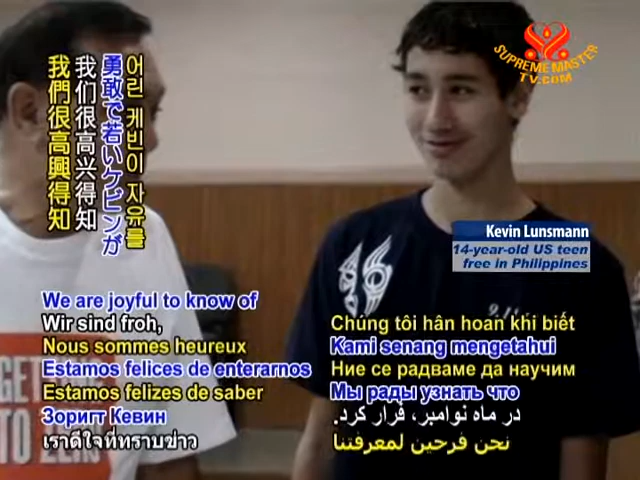 SUPREME MASTER
TV.COM
我們很高興得知
我们很高兴得知
勇敢で若いケビンが
어린 케빈이 자유를
Kevin Lunsmann
14-year-old US teen
free in Philippines
We are joyful to know of
Wir sind froh,
Nous sommes heureux
Estamos felices de enterarnos
Estamos felizes de saber
Зоригт Кевин
เราดีใจที่ทราบข่าว
Chúng tôi hân hoan khi biết
Kami senang mengetahui
Ние се радваме да научим
Мы рады узнать что
در ماه نوامبر، فرار کرد.
نحن فرحين لمعرفتنا
TO ZERO